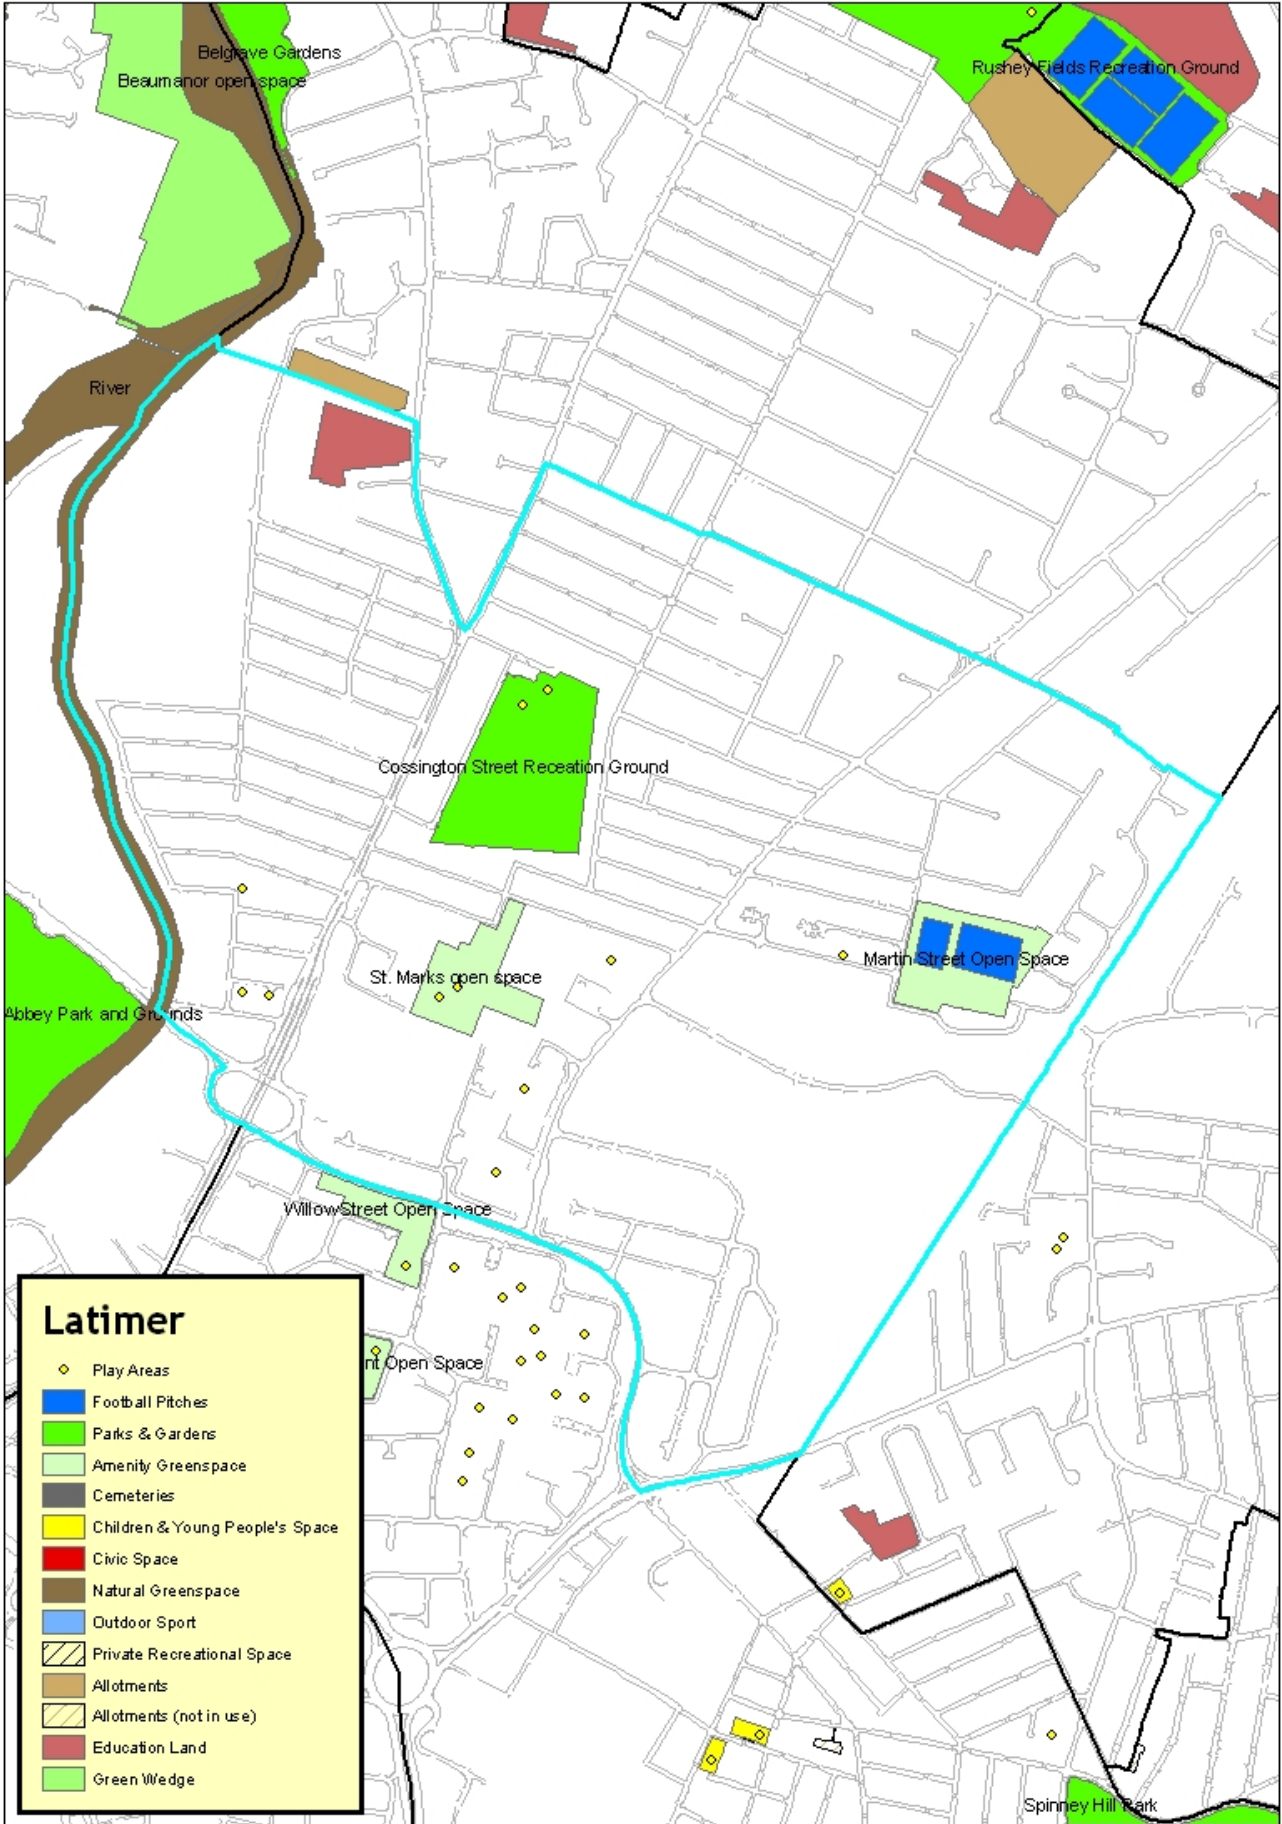 Belgrave Gardens
Beaumanor open space
Rushey Fields Recreation Ground
River
Cossington Street Receation Ground
St. Marks open space
Martin Street Open Space
Abbey Park and Grounds
Willow Street Open Space
nt Open Space
Latimer
Play Areas
Football Pitches
Parks & Gardens
Amenity Greenspace
Cemeteries
Children & Young People's Space
Civic Space
Natural Greenspace
Outdoor Sport
Private Recreational Space
Allotments
Allotments (not in use)
Education Land
Green Wedge
Spinney Hill Park